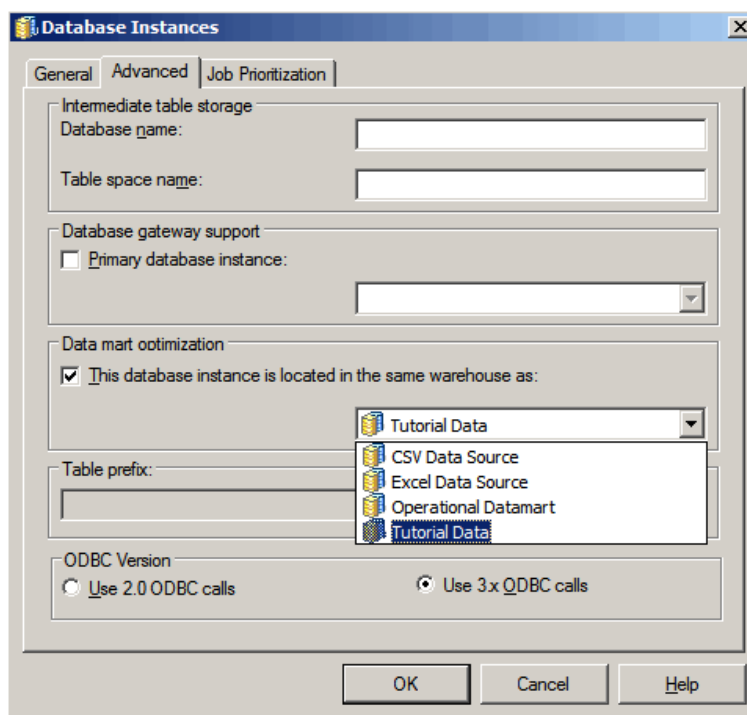 Database Instances
General
Advanced
Job Prioritization
Intermediate table storage
Database name:
Table space name:
Database gateway support
Primary database instance:
Data mart optimization
This database instance is located in the same warehouse as:
Tutorial Data
CSV Data Source
Excel Data Source
Operational Datamart
Tutorial Data
Table prefix:
ODBC Version
Use 2.0 ODBC calls
Use 3.x ODBC calls
OK
Cancel
Help